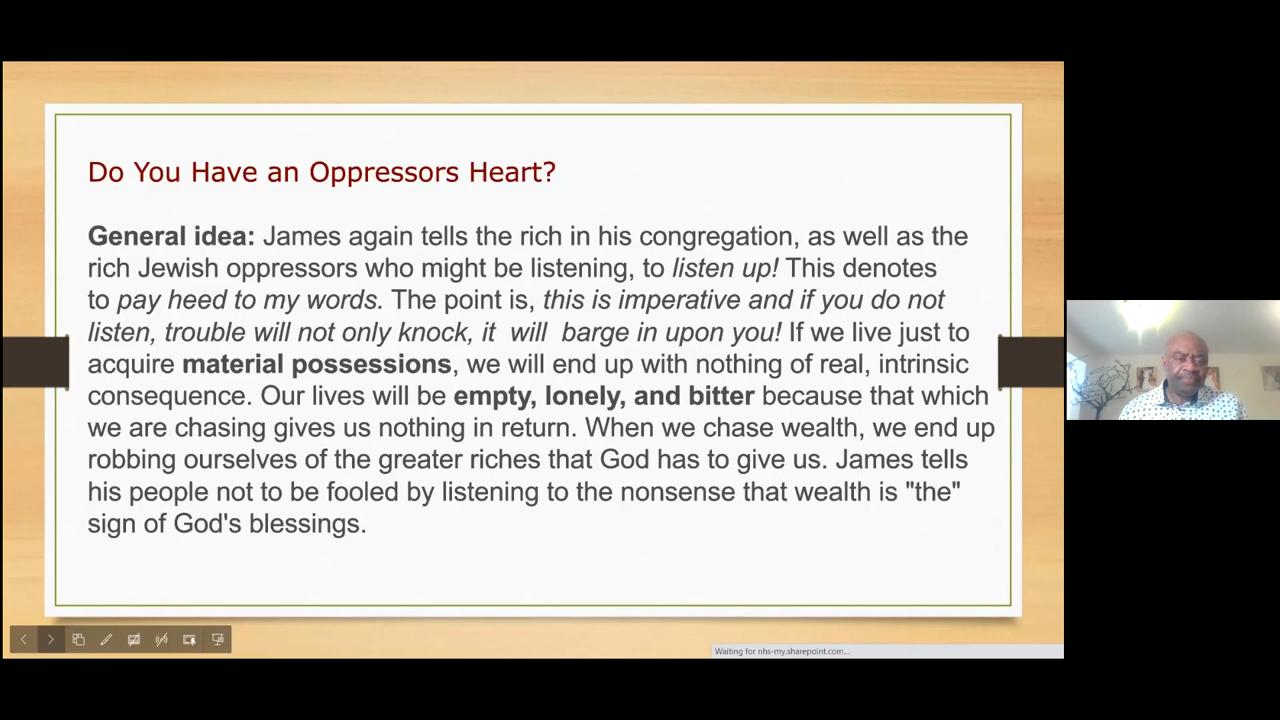 Do You Have an Oppressors Heart?
General idea: James again tells the rich in his congregation, as well as the
rich Jewish oppressors who might be listening, to listen up! This denotes
to pay heed to my words. The point is, this is imperative and if you do not
listen, trouble will not only knock, it will barge in upon you! If we live just to
acquire material possessions, we will end up with nothing of real, intrinsic
consequence. Our lives will be empty, lonely, and bitter because that which
we are chasing gives us nothing in return. When we chase wealth, we end up
robbing ourselves of the greater riches that God has to give us. James tells
his people not to be fooled by listening to the nonsense that wealth is "the"
sign of God's blessings.
Waiting for nhs-my.sharepoint.com...